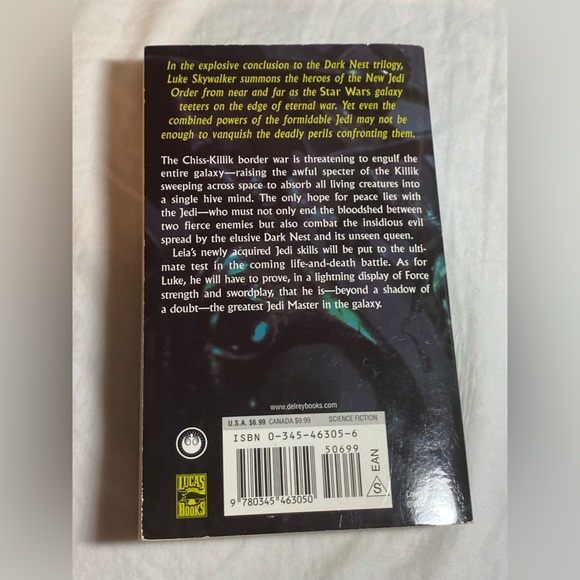 In the explosive conclusion to the Dark Nest trilogy,
Luke Skywalker summons the heroes of the New Jedi
Order from near and far as the Star Wars galaxy
teeters on the edge of eternal war. Yet even the
combined powers of the formidable Jedi may not be
enough to vanquish the deadly perils confronting them.
The Chiss-Killik border war is threatening to engulf the
entire galaxy—raising the awful specter of the Killik
sweeping across space to absorb all living creatures into
a single hive mind. The only hope for peace lies with
the Jedi—who must not only end the bloodshed between
two fierce enemies but also combat the insidious evil
spread by the elusive Dark Nest and its unseen queen.
Leia's newly acquired Jedi skills will be put to the ulti-
mate test in the coming life-and-death battle. As for
Luke, he will have to prove, in a lightning display of Force
strength and swordplay, that he is—beyond a shadow of
a doubt—the greatest Jedi Master in the galaxy.
www.delreybooks.com
U.S.A. $6.99 CANADA $9.99 SCIENCE FICTION
ISBN 0-345-46305-6
50699
9 780345 463050
S EAN
LUCAS
BOOKS